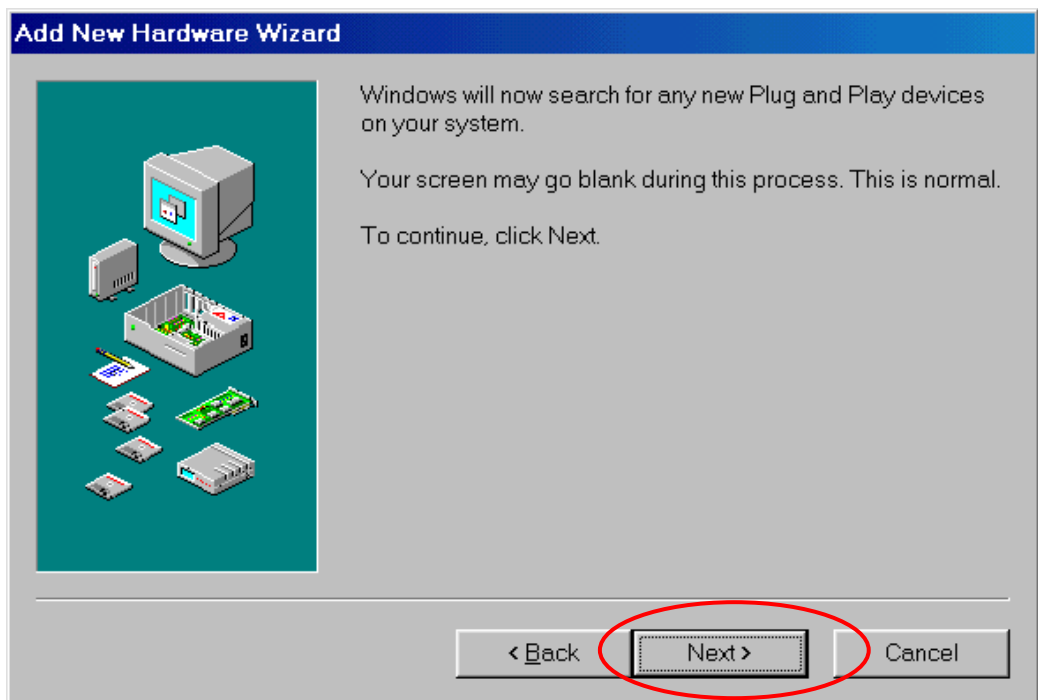 Add New Hardware Wizard
Windows will now search for any new Plug and Play devices
on your system.
Your screen may go blank during this process. This is normal.
To continue, click Next.
< Back
Next >
Cancel